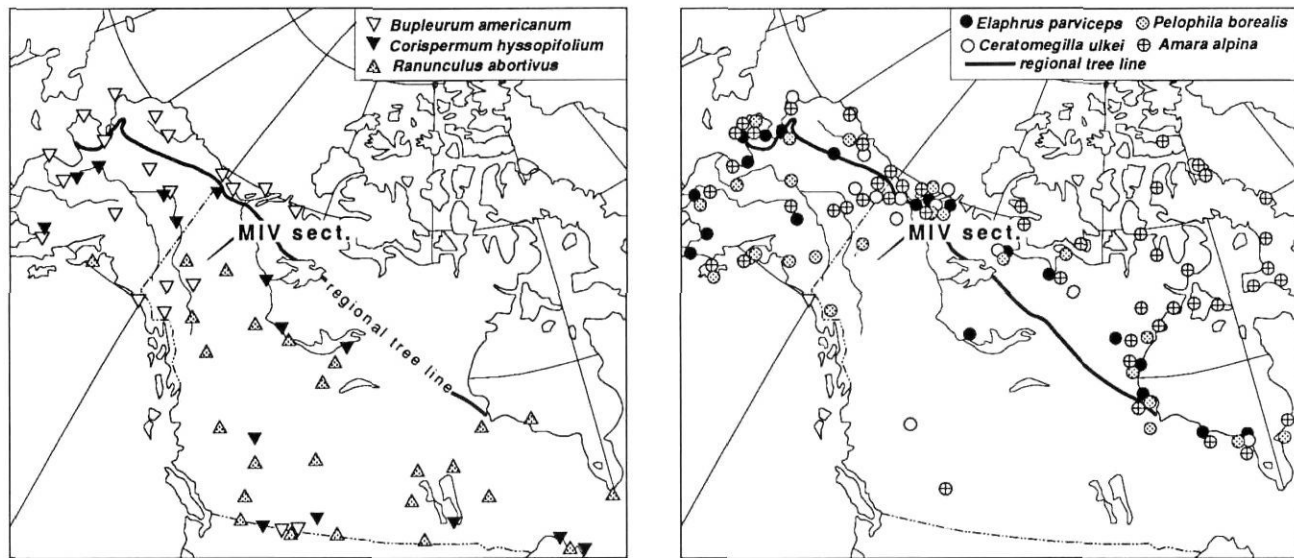 Bupleurum americanum
Corispermum hyssopifolium
Ranunculus abortivus
MIV sect.
regional tree line
Elaphrus parviceps Pelophila borealis
Ceratomegilla ulkei Amara alpina
regional tree line
MIV sect.